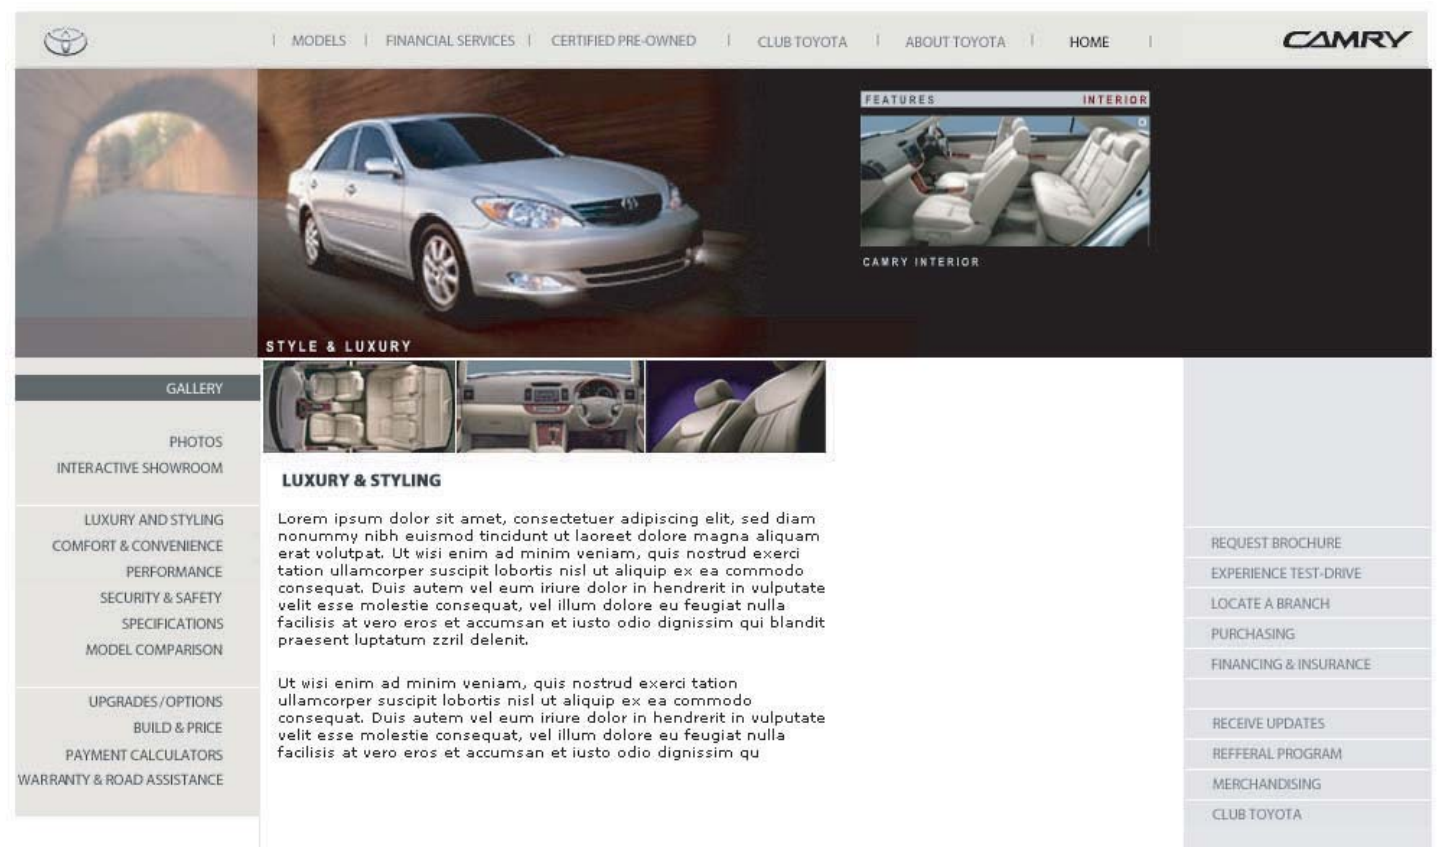 MODELS | FINANCIAL SERVICES | CERTIFIED PRE-OWNED | CLUB TOYOTA | ABOUT TOYOTA | HOME | CAMRY
FEATURES INTERIOR
CAMRY INTERIOR
STYLE & LUXURY
GALLERY
PHOTOS
INTERACTIVE SHOWROOM
LUXURY AND STYLING
COMFORT & CONVENIENCE
PERFORMANCE
SECURITY & SAFETY
SPECIFICATIONS
MODEL COMPARISON
UPGRADES/OPTIONS
BUILD & PRICE
PAYMENT CALCULATORS
WARRANTY & ROAD ASSISTANCE
LUXURY & STYLING
Lorem ipsum dolor sit amet, consectetuer adipiscing elit, sed diam
nonummy nibh euismod tincidunt ut laoreet dolore magna aliquam
erat volutpat. Ut wisi enim ad minim veniam, quis nostrud exerci
tation ullamcorper suscipit lobortis nisl ut aliquip ex ea commodo
consequat. Duis autem vel eum iriure dolor in hendrerit in vulputate
velit esse molestie consequat, vel illum dolore eu feugiat nulla
facilisis at vero eros et accumsan et iusto odio dignissim qui blandit
praesent luptatum zzril delenit.
Ut wisi enim ad minim veniam, quis nostrud exerci tation
ullamcorper suscipit lobortis nisl ut aliquip ex ea commodo
consequat. Duis autem vel eum iriure dolor in hendrerit in vulputate
velit esse molestie consequat, vel illum dolore eu feugiat nulla
facilisis at vero eros et accumsan et iusto odio dignissim qu
REQUEST BROCHURE
EXPERIENCE TEST-DRIVE
LOCATE A BRANCH
PURCHASING
FINANCING & INSURANCE
RECEIVE UPDATES
REFFERAL PROGRAM
MERCHANDISING
CLUB TOYOTA